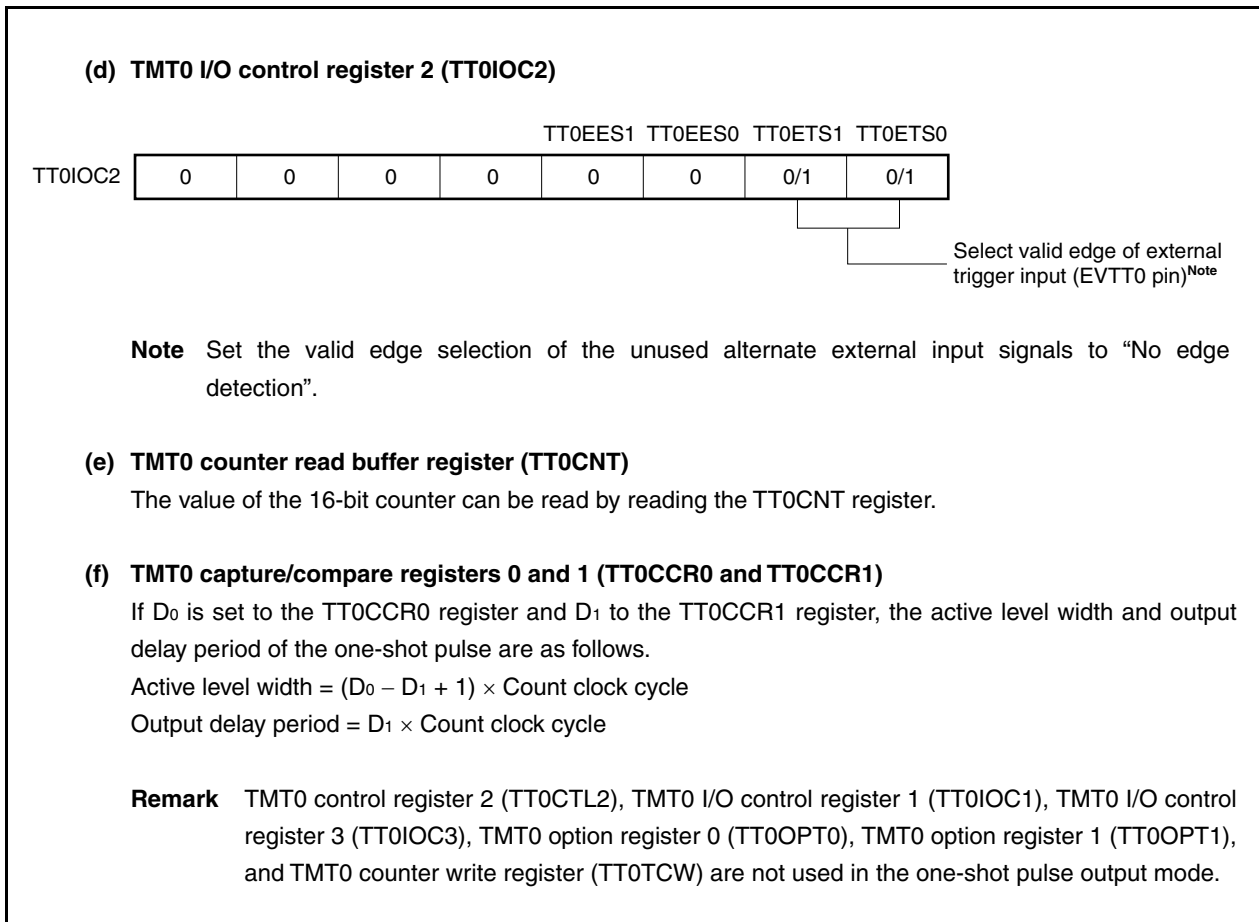 (d) TMT0 I/O control register 2 (TT0IOC2)
TT0EES1 TT0EES0 TT0ETS1 TT0ETS0
TT0IOC2 0 0 0 0 0 0 0/1 0/1
Select valid edge of external
trigger input (EVTT0 pin)Note
Note Set the valid edge selection of the unused alternate external input signals to “No edge
detection”.
(e) TMT0 counter read buffer register (TT0CNT)
The value of the 16-bit counter can be read by reading the TT0CNT register.
(f) TMT0 capture/compare registers 0 and 1 (TT0CCR0 and TT0CCR1)
If D0 is set to the TT0CCR0 register and D1 to the TT0CCR1 register, the active level width and output
delay period of the one-shot pulse are as follows.
Active level width = (D0 − D1 + 1) × Count clock cycle
Output delay period = D1 × Count clock cycle
Remark TMT0 control register 2 (TT0CTL2), TMT0 I/O control register 1 (TT0IOC1), TMT0 I/O control
register 3 (TT0IOC3), TMT0 option register 0 (TT0OPT0), TMT0 option register 1 (TT0OPT1),
and TMT0 counter write register (TT0TCW) are not used in the one-shot pulse output mode.